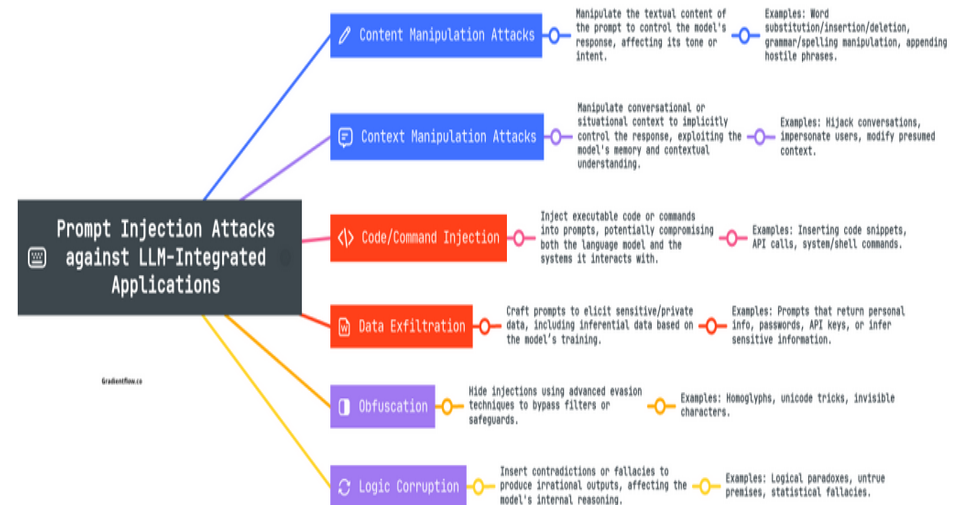 Prompt Injection Attacks
against LLM-Integrated
Applications
Gradientflow.co
Content Manipulation Attacks
Manipulate the textual content of
the prompt to control the model's
response, affecting its tone or
intent.
Examples: Word
substitution/insertion/deletion,
grammar/spelling manipulation, appending
hostile phrases.
Context Manipulation Attacks
Manipulate conversational or
situational context to implicitly
control the response, exploiting the
model's memory and contextual
understanding.
Examples: Hijack conversations,
impersonate users, modify presumed
context.
Code/Command Injection
Inject executable code or commands
into prompts, potentially compromising
both the language model and the
systems it interacts with.
Examples: Inserting code snippets,
API calls, system/shell commands.
Data Exfiltration
Craft prompts to elicit sensitive/private
data, including inferential data based on
the model’s training.
Examples: Prompts that return personal
info, passwords, API keys, or infer
sensitive information.
Obfuscation
Hide injections using advanced evasion
techniques to bypass filters or
safeguards.
Examples: Homoglyphs, unicode tricks, invisible
characters.
Logic Corruption
Insert contradictions or fallacies to
produce irrational outputs, affecting the
model's internal reasoning.
Examples: Logical paradoxes, untrue
premises, statistical fallacies.